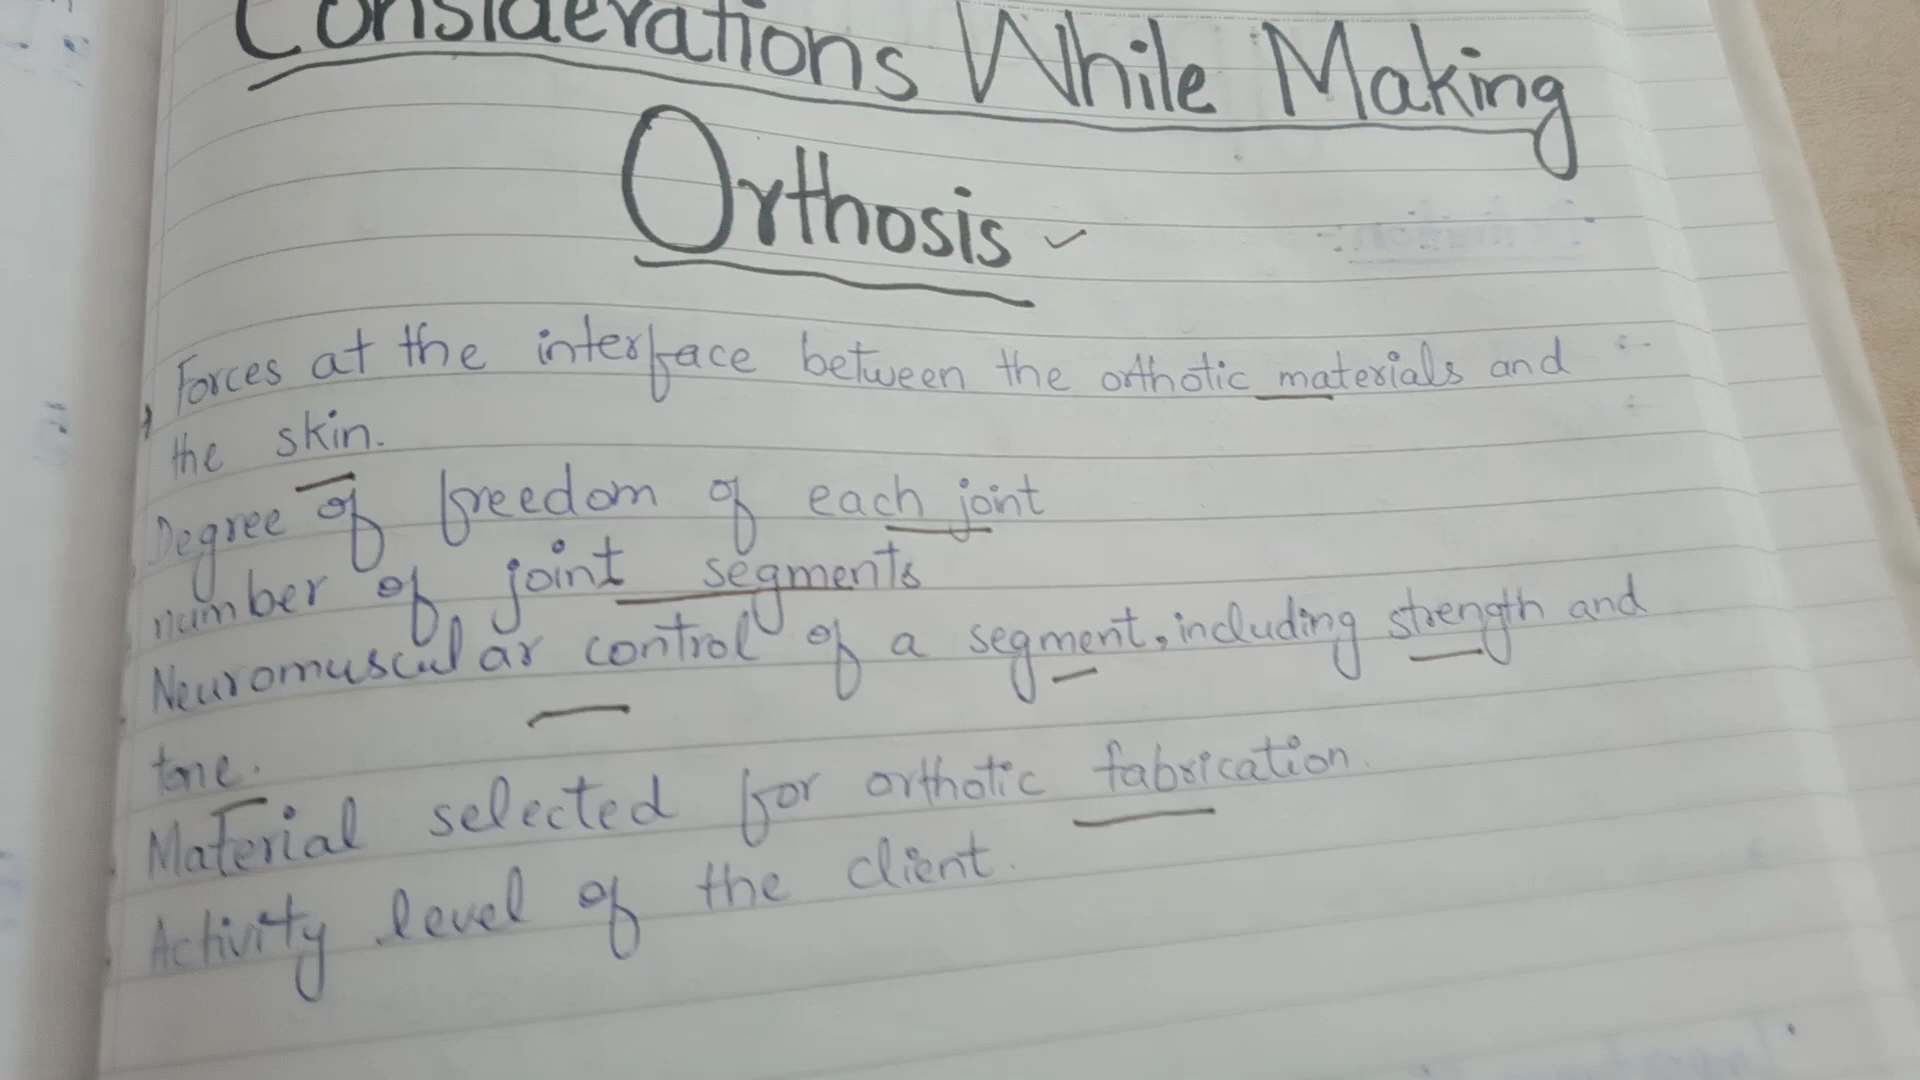 Considerations While Making
Orthosis
Forces at the interface between the orthotic materials and
the skin.
Degree of freedom of each joint
number of joint segments
Neuromuscular control of a segment, including strength and
tone.
Material selected for orthotic fabrication.
Activity level of the client.